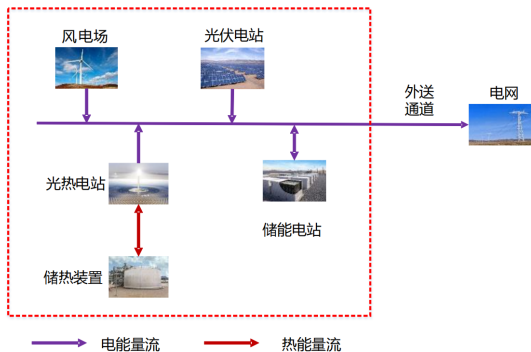 风电场
光伏电站
外送
通道
电网
光热电站
储能电站
储热装置
电能量流
热能量流